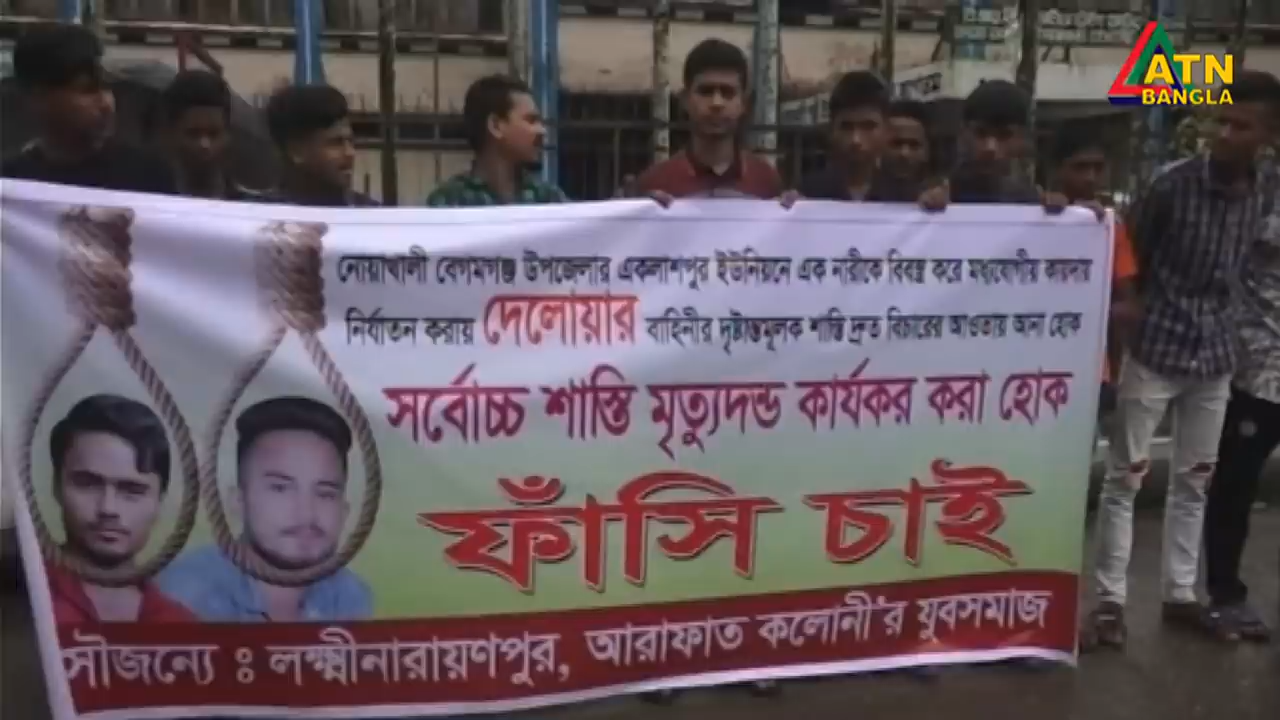 ATN
BANGLA
নোয়াখালী বেগমগঞ্জ উপজেলার একলাশপুর ইউনিয়নে এক নারীকে বিবস্ত্র করে মধ্যযোগীয় কায়দায়
নির্যাতন করায় দেলোয়ার বাহিনীর দৃষ্টান্তমূলক শাস্তি দ্রুত বিচারের আওতায় আনা হোক
সর্বোচ্চ শাস্তি মৃত্যুদন্ড কার্যকর করা হোক
ফাঁসি চাই
সৌজন্যে ঃ লক্ষ্মীনারায়ণপুর, আরাফাত কলোনী'র যুবসমাজ